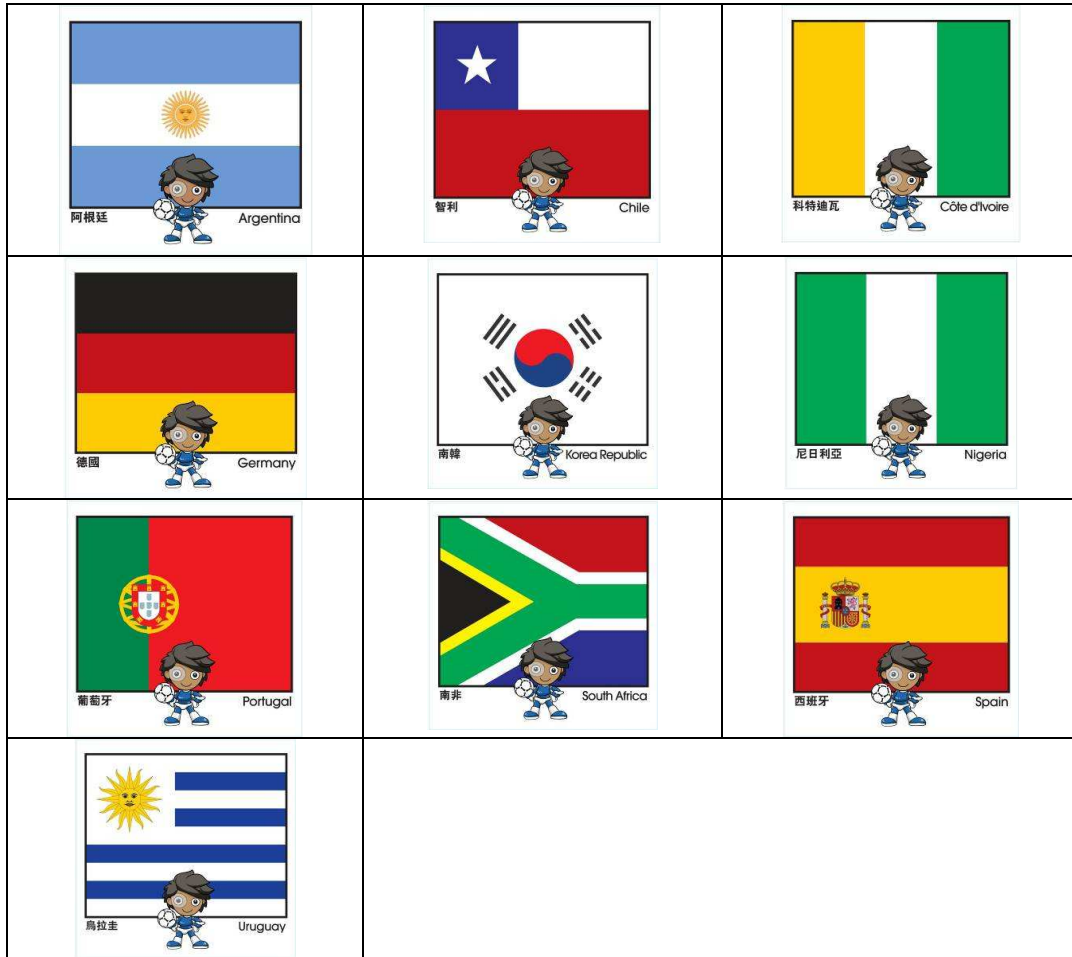 阿根廷 Argentina
智利 Chile
科特迪瓦 Côte d'Ivoire
德國 Germany
南韓 Korea Republic
尼日利亞 Nigeria
葡萄牙 Portugal
南非 South Africa
西班牙 Spain
烏拉圭 Uruguay